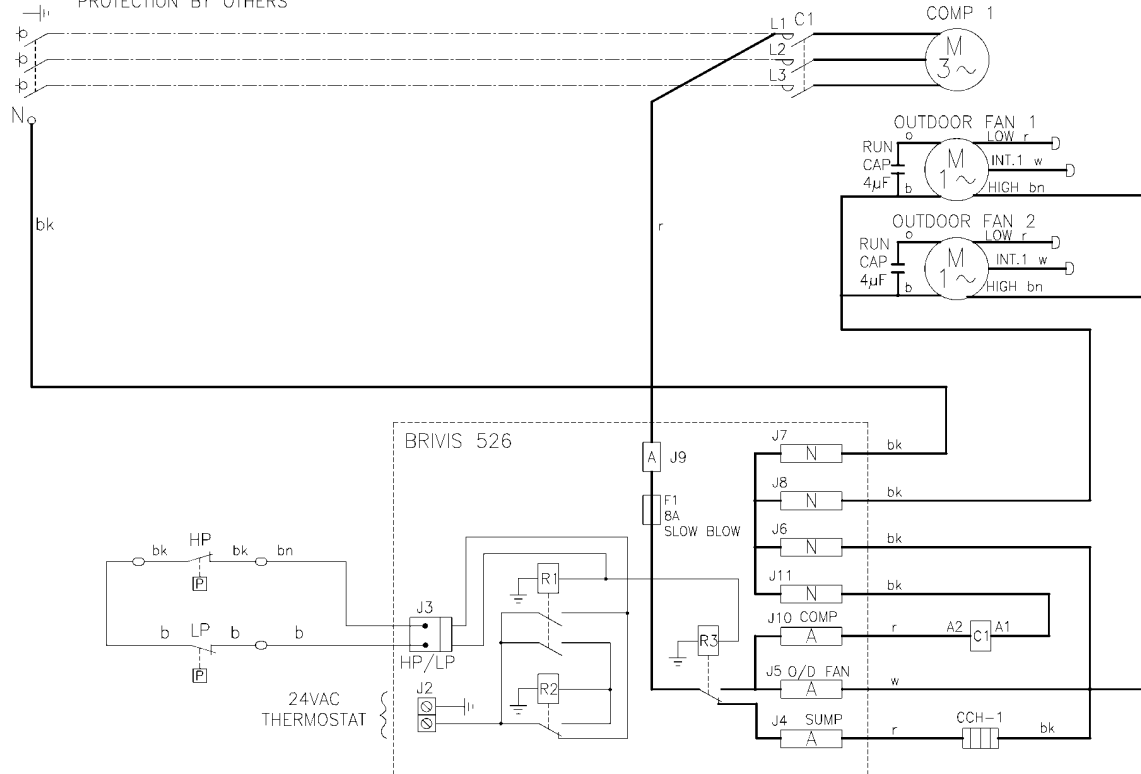 PROTECTION BY OTHERS
COMP 1
L1 C1
L2
L3
M
3~
N
OUTDOOR FAN 1
o
LOW r
RUN
CAP
4µF
M
1~
INT.1 w
b
HIGH bn
bk
r
OUTDOOR FAN 2
o
LOW r
RUN
CAP
4µF
M
1~
INT.1 w
b
HIGH bn
BRIVIS 526
J7
N
bk
A J9
J8
N
bk
F1
8A
SLOW BLOW
J6
N
bk
HP
bk bk bn
P
J11
N
bk
R1
J3
HP/LP
J10 COMP
A
r
A2 C1 A1
LP
b b b
P
R3
J5 O/D FAN
A
w
R2
J2
24VAC
THERMOSTAT
J4 SUMP
A
r
CCH-1
bk